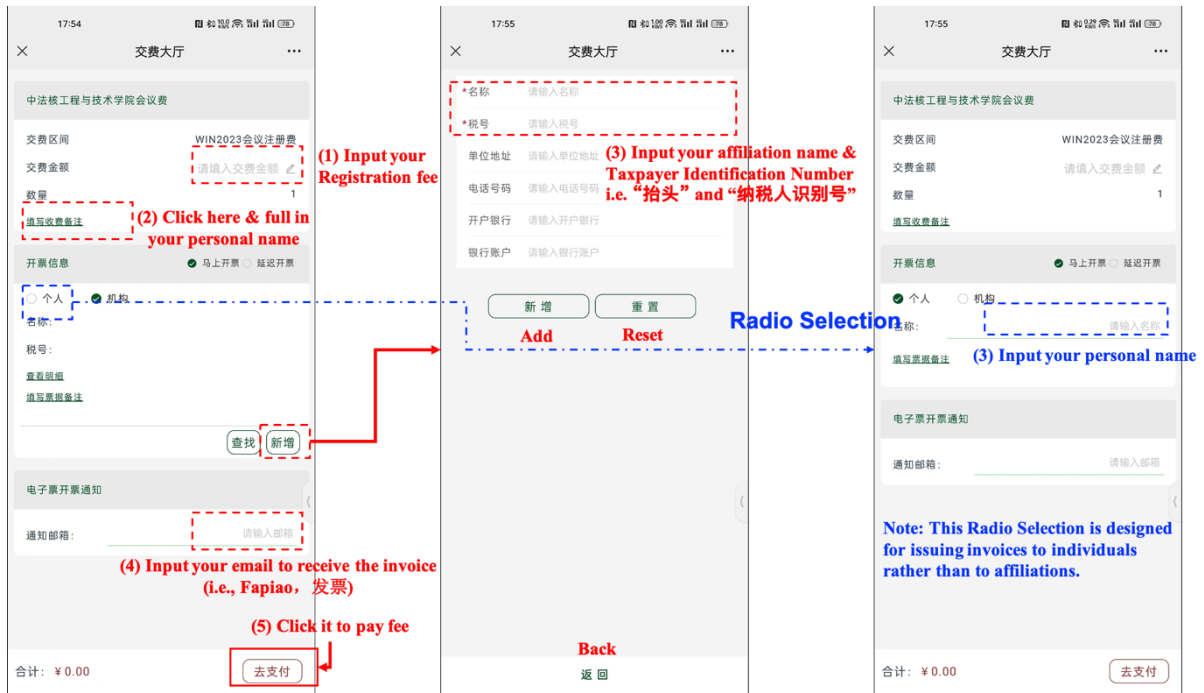 17:54
78
交费大厅
中法核工程与技术学院会议费
交费区间
WIN2023会议注册费
交费金额
请填入交费金额
数量
1
填写收费备注
(1) Input your
Registration fee
(2) Click here & full in
your personal name
开票信息
马上开票
延迟开票
个人
机构
名称:
税号:
查看明细
填写票据备注
查找
新增
电子票开票通知
通知邮箱:
请输入邮箱
(4) Input your email to receive the invoice
(i.e., Fapiao，发票)
(5) Click it to pay fee
合计: ￥0.00
去支付
17:55
78
交费大厅
*名称
请输入名称
*税号
请输入税号
单位地址
请输入单位地址
电话号码
请输入电话号码
开户银行
请输入开户银行
银行账户
请输入银行账户
(3) Input your affiliation name &
Taxpayer Identification Number
i.e. “抬头” and “纳税人识别号”
新增
重置
Add
Reset
Back
返回
Radio Selection
17:55
78
交费大厅
中法核工程与技术学院会议费
交费区间
WIN2023会议注册费
交费金额
请填入交费金额
数量
1
填写收费备注
开票信息
马上开票
延迟开票
个人
机构
名称:
请输入名称
(3) Input your personal name
填写票据备注
电子票开票通知
通知邮箱:
请输入邮箱
Note: This Radio Selection is designed
for issuing invoices to individuals
rather than to affiliations.
合计: ￥0.00
去支付